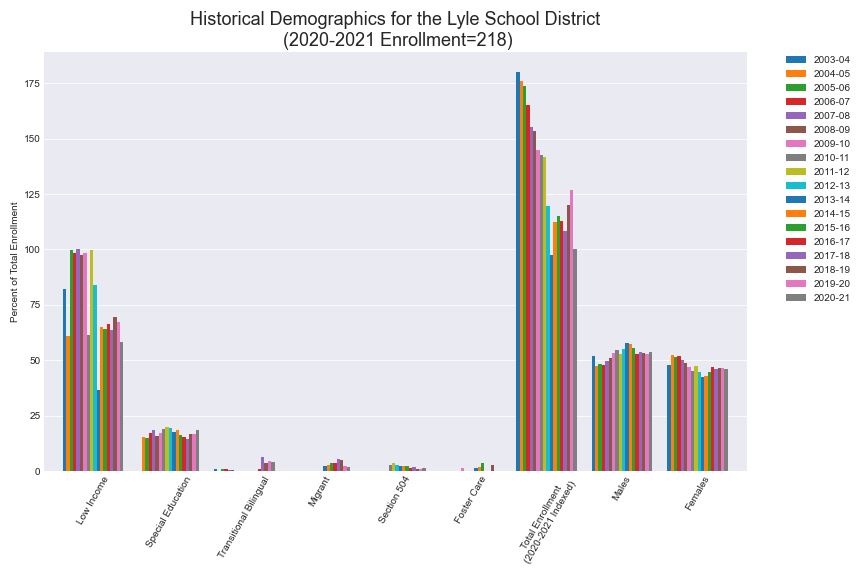 Historical Demographics for the Lyle School District
(2020-2021 Enrollment=218)
Percent of Total Enrollment
175
150
125
100
75
50
25
0
Low Income
Special Education
Transitional Bilingual
Migrant
Section 504
Foster Care
Total Enrollment
(2020-2021 Indexed)
Males
Females
2003-04
2004-05
2005-06
2006-07
2007-08
2008-09
2009-10
2010-11
2011-12
2012-13
2013-14
2014-15
2015-16
2016-17
2017-18
2018-19
2019-20
2020-21